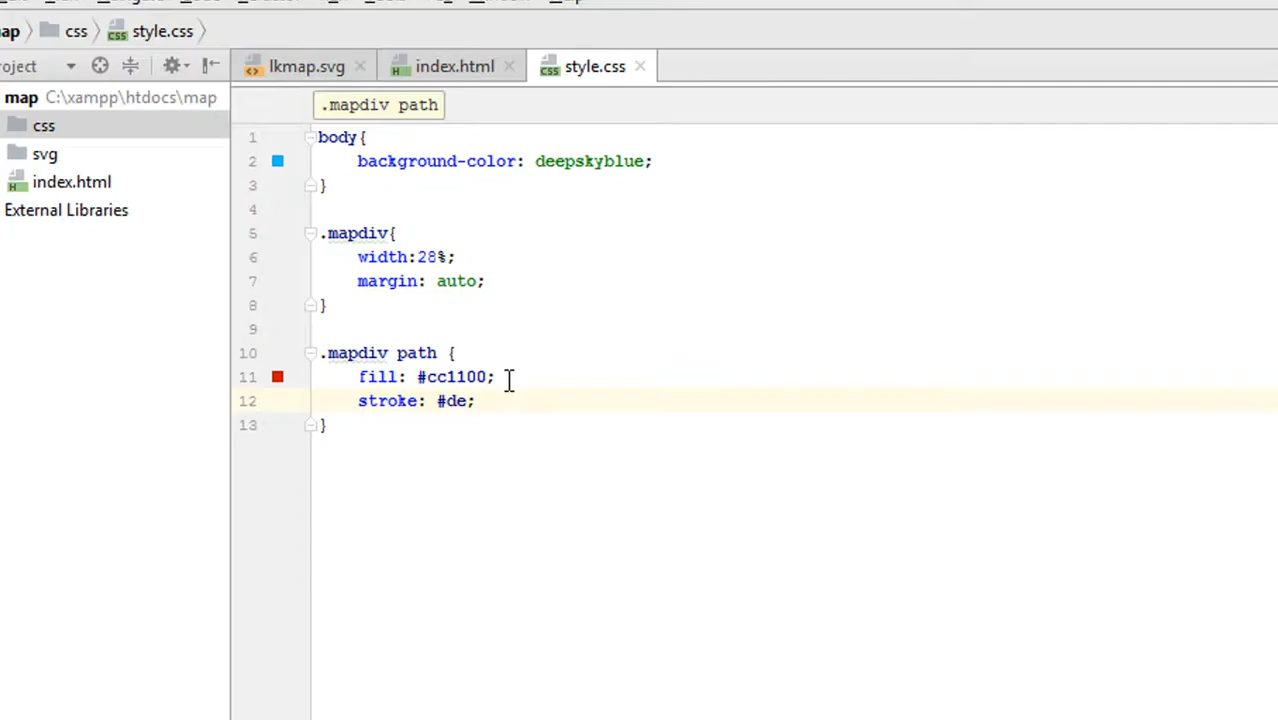 ap css style.css
roject lkmap.svg index.html style.css
map C:\xampp\htdocs\map
.mapdiv path
css
svg
index.html
External Libraries
1 body{
2 background-color: deepskyblue;
3 }
4
5 .mapdiv{
6 width:28%;
7 margin: auto;
8 }
9
10 .mapdiv path {
11 fill: #cc1100;
12 stroke: #de;
13 }